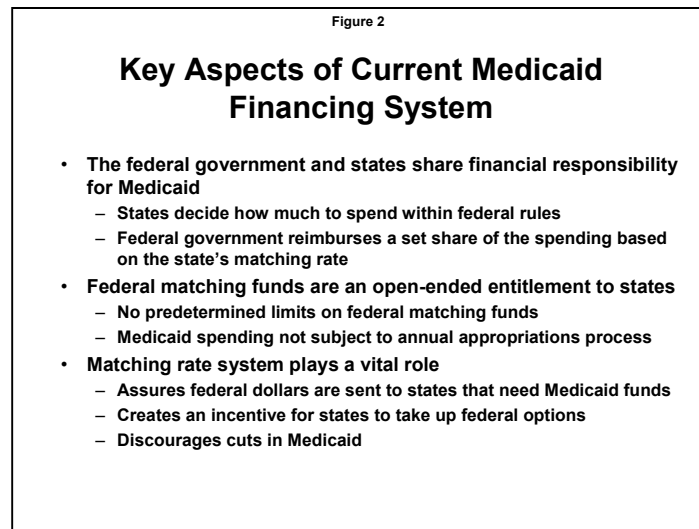 Figure 2
Key Aspects of Current Medicaid
Financing System
• The federal government and states share financial responsibility
for Medicaid
– States decide how much to spend within federal rules
– Federal government reimburses a set share of the spending based
on the state's matching rate
• Federal matching funds are an open-ended entitlement to states
– No predetermined limits on federal matching funds
– Medicaid spending not subject to annual appropriations process
• Matching rate system plays a vital role
– Assures federal dollars are sent to states that need Medicaid funds
– Creates an incentive for states to take up federal options
– Discourages cuts in Medicaid